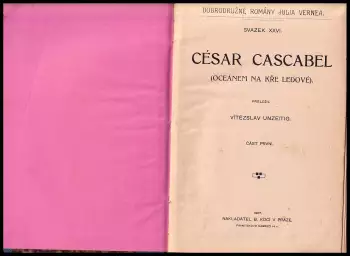 DOBRODRUŽNÉ ROMÁNY JULIA VERNEA.
SVAZEK XXVI.
CÉSAR CASCABEL
(OCEÁNEM NA KŘE LEDOVÉ).
PŘELOŽIL
VÍTĚZSLAV UNZEITIG.
ČÁST PRVNÍ.
NAKLADATEL B. KOČÍ V PRAZE.